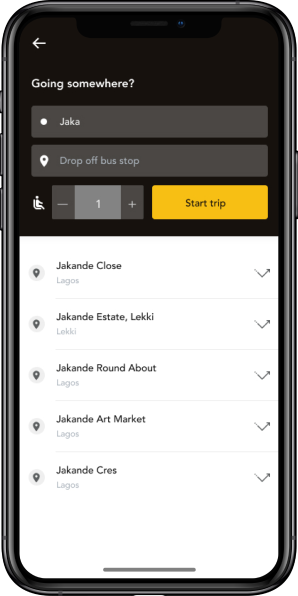 Going somewhere?
Jaka
Drop off bus stop
— 1 + Start trip
Jakande Close
Lagos
Jakande Estate, Lekki
Lekki
Jakande Round About
Lagos
Jakande Art Market
Lagos
Jakande Cres
Lagos